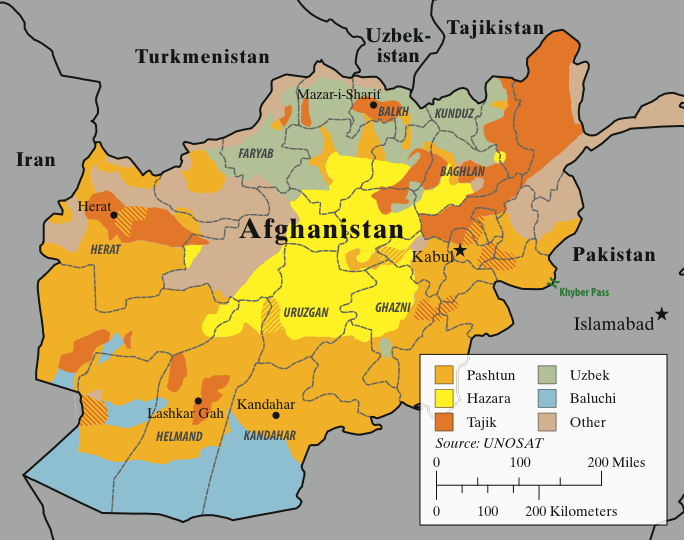 Tajikistan
Uzbek-
istan
Turkmenistan
Mazar-i-Sharif
BALKH
KUNDUZ
FARYAB
Iran
BAGHLAN
Herat
Afghanistan
HERAT
Kabul
Pakistan
Khyber Pass
URUZGAN
GHAZNI
Islamabad
Lashkar Gah
Kandahar
HELMAND
KANDAHAR
Pashtun
Uzbek
Hazara
Baluchi
Tajik
Other
Source: UNOSAT
0 100 200 Miles
0 100 200 Kilometers